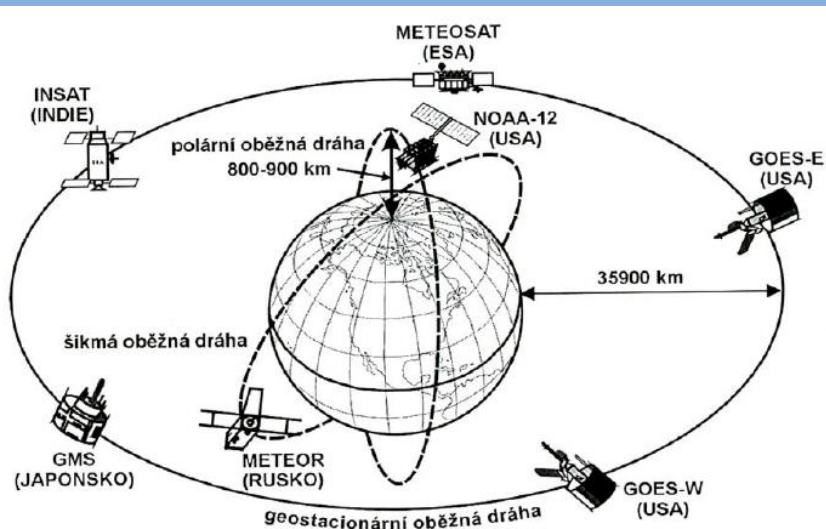 METEOSAT
(ESA)
INSAT
(INDIE)
NOAA-12
(USA)
polární oběžná dráha
800-900 km
GOES-E
(USA)
35900 km
šikmá oběžná dráha
GMS
(JAPONSKO)
METEOR
(RUSKO)
GOES-W
(USA)
geostacionární oběžná dráha